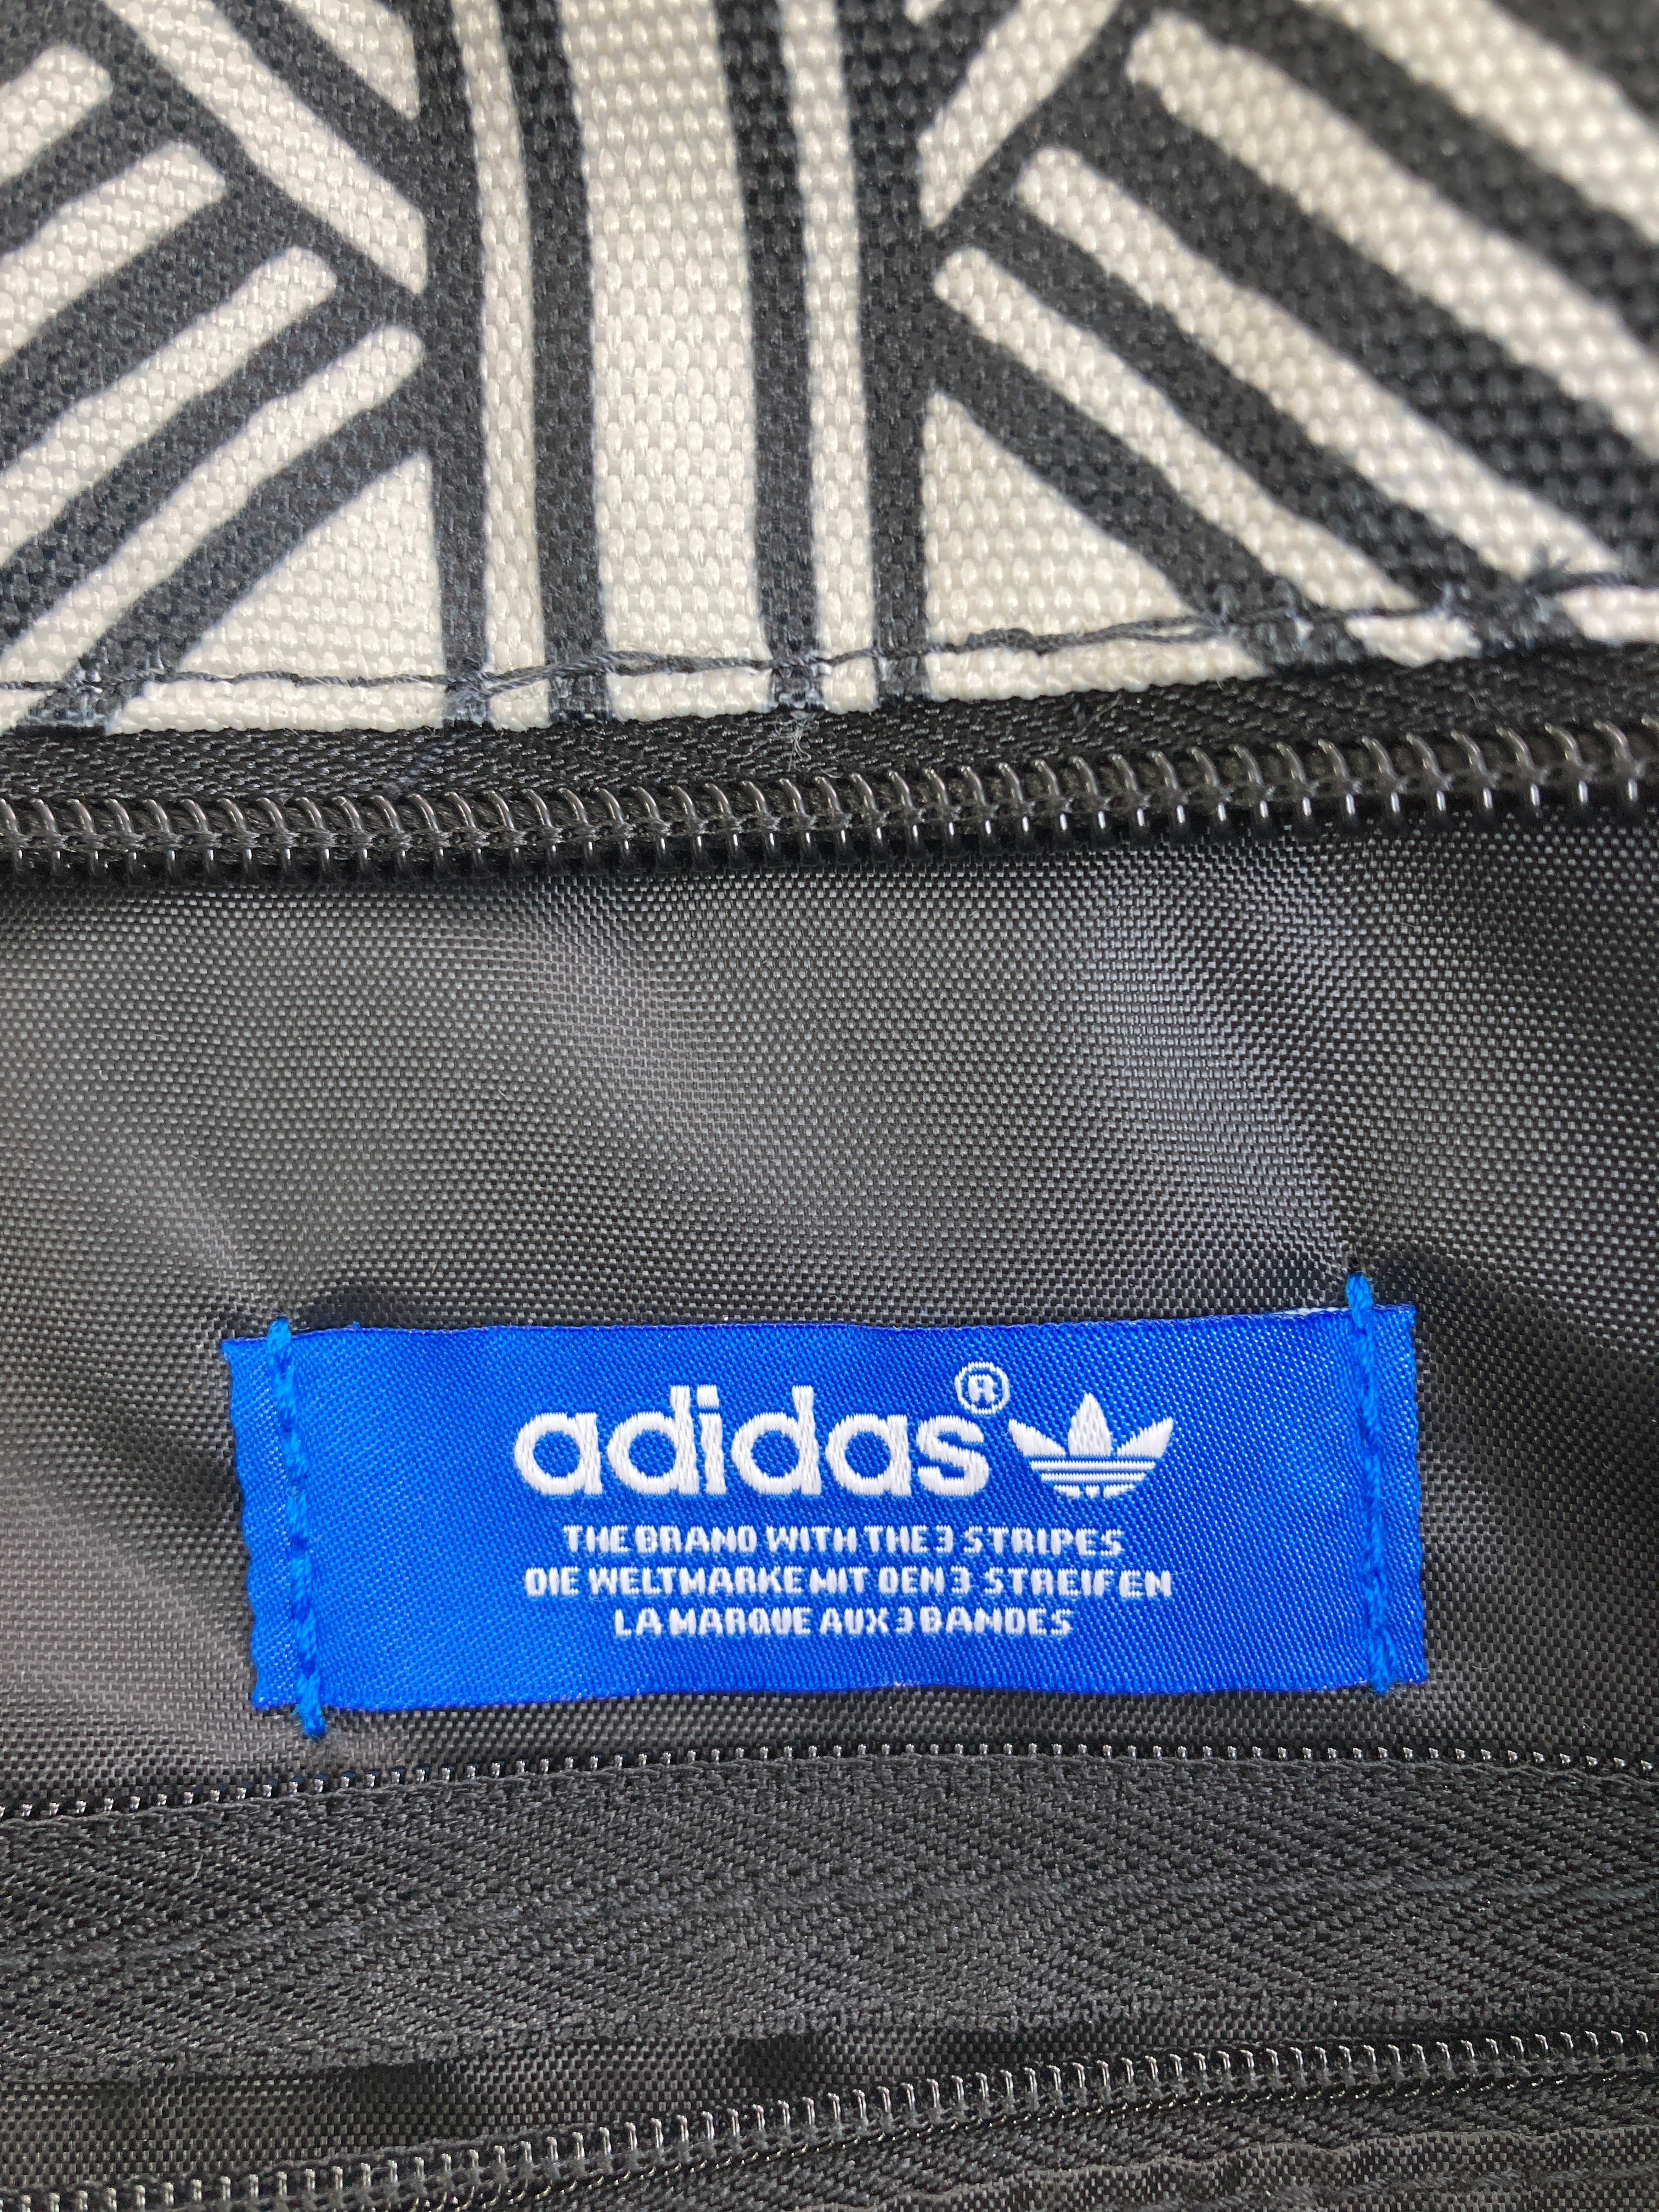 adidas®
THE BRAND WITH THE 3 STRIPES
DIE WELTMARKE MIT DEN 3 STREIFEN
LA MARQUE AUX 3 BANDES